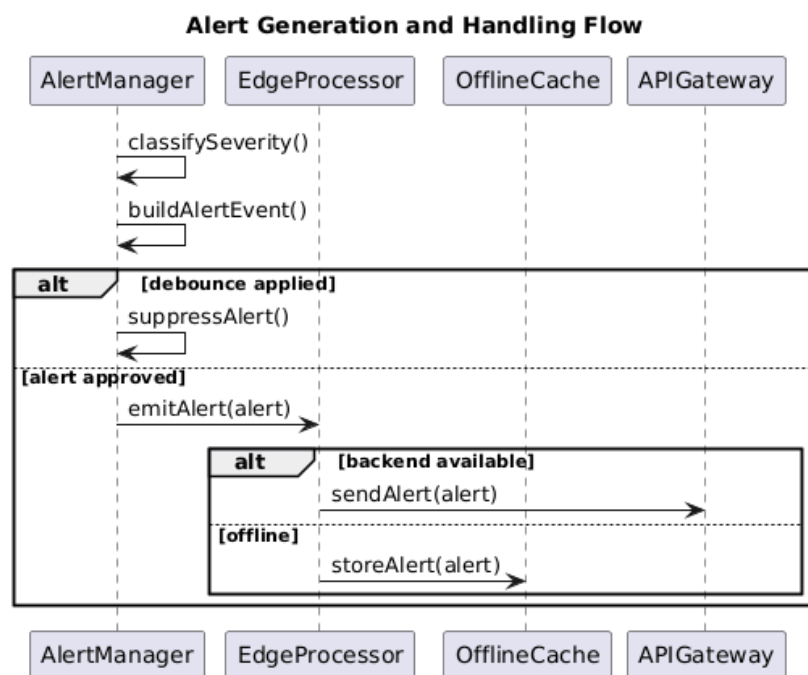 Alert Generation and Handling Flow
AlertManager EdgeProcessor OfflineCache APIGateway
classifySeverity()
buildAlertEvent()
alt [debounce applied]
suppressAlert()
[alert approved]
emitAlert(alert)
alt [backend available]
sendAlert(alert)
[offline]
storeAlert(alert)
AlertManager EdgeProcessor OfflineCache APIGateway